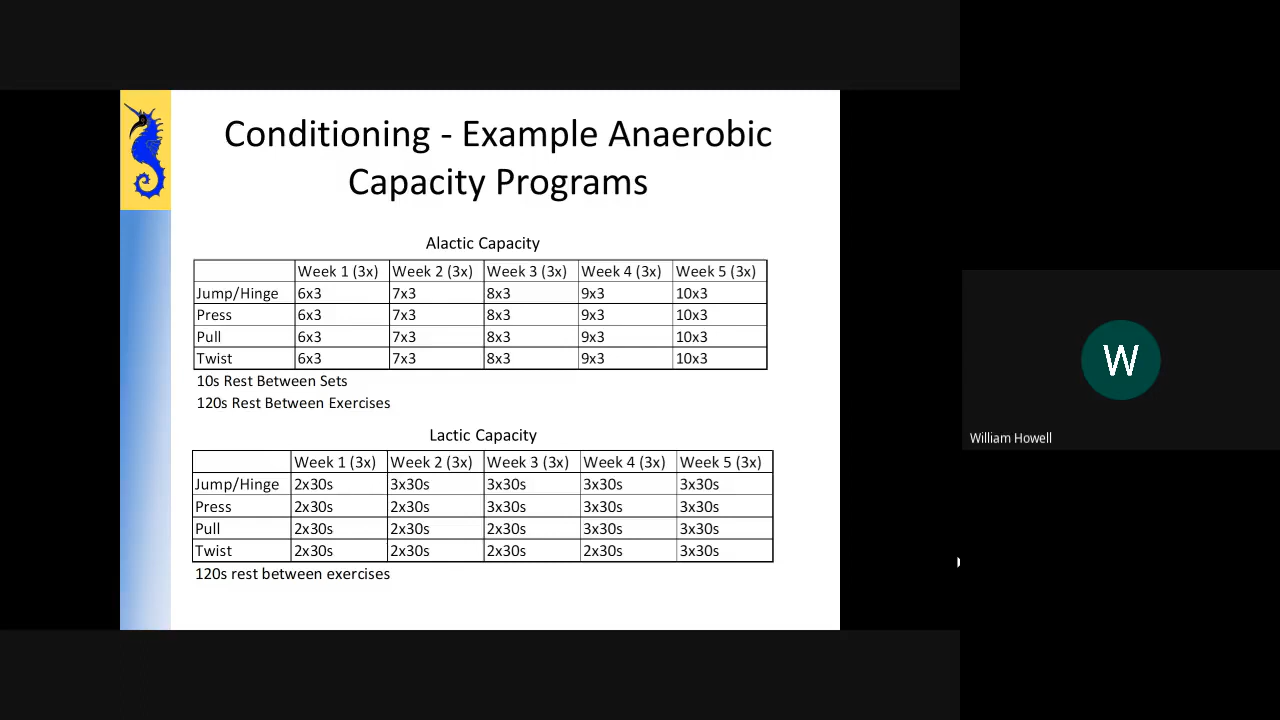 Conditioning - Example Anaerobic
Capacity Programs
Alactic Capacity
Week 1 (3x) Week 2 (3x) Week 3 (3x) Week 4 (3x) Week 5 (3x)
Jump/Hinge 6x3 7x3 8x3 9x3 10x3
Press 6x3 7x3 8x3 9x3 10x3
Pull 6x3 7x3 8x3 9x3 10x3
Twist 6x3 7x3 8x3 9x3 10x3
10s Rest Between Sets
120s Rest Between Exercises
Lactic Capacity
Week 1 (3x) Week 2 (3x) Week 3 (3x) Week 4 (3x) Week 5 (3x)
Jump/Hinge 2x30s 3x30s 3x30s 3x30s 3x30s
Press 2x30s 2x30s 3x30s 3x30s 3x30s
Pull 2x30s 2x30s 2x30s 3x30s 3x30s
Twist 2x30s 2x30s 2x30s 2x30s 3x30s
120s rest between exercises
W
William Howell